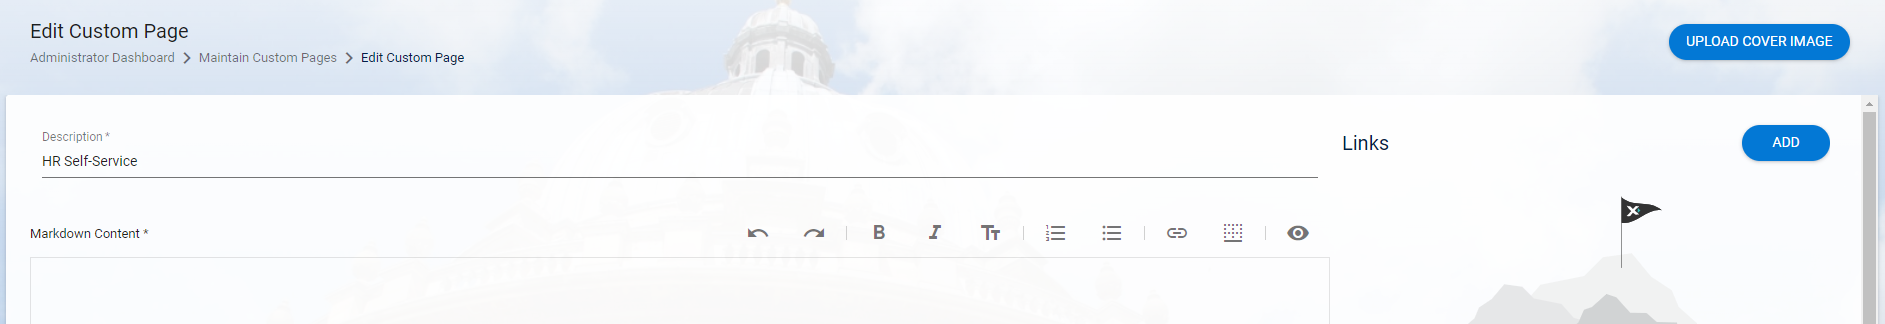 Edit Custom Page
UPLOAD COVER IMAGE
Administrator Dashboard > Maintain Custom Pages > Edit Custom Page
Description *
HR Self-Service
Links
ADD
Markdown Content *